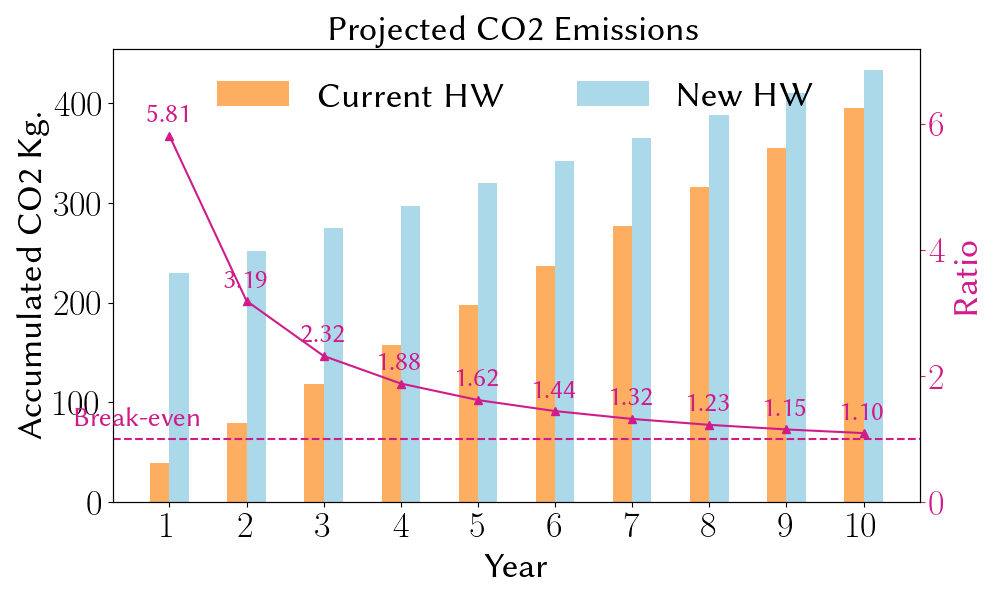 Projected CO2 Emissions
Current HW
New HW
Accumulated CO2 Kg.
400
300
200
100
0
5.81
3.19
2.32
1.88
1.62
1.44
1.32
1.23
1.15
1.10
Break-even
6
4
2
0
Ratio
1 2 3 4 5 6 7 8 9 10
Year